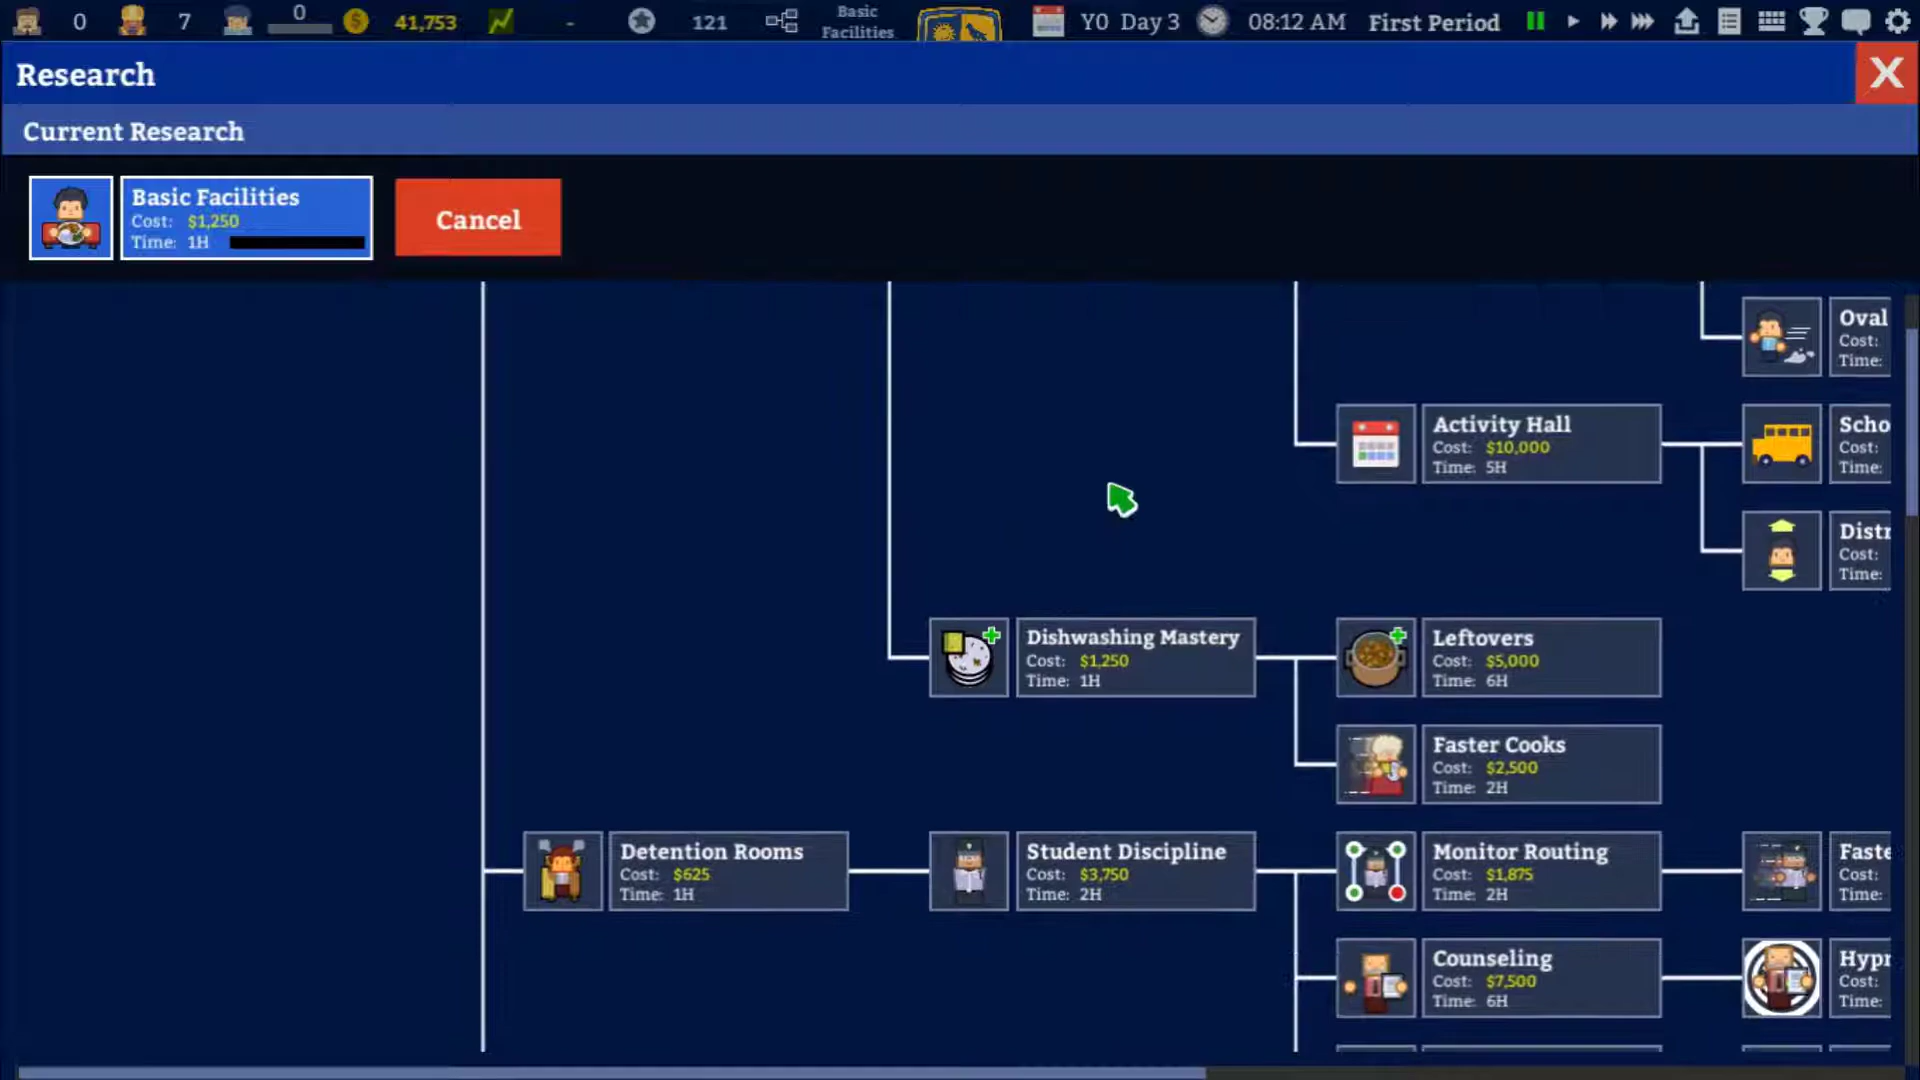 0 7 0 41,753 - 121 Basic Facilities Y0 Day 3 08:12 AM First Period
Research X
Current Research
Basic Facilities
Cost: $1,250
Time: 1H
Cancel
Oval
Cost:
Time:
Activity Hall
Cost: $10,000
Time: 5H
Scho
Cost:
Time:
Distr
Cost:
Time:
Dishwashing Mastery
Cost: $1,250
Time: 1H
Leftovers
Cost: $5,000
Time: 6H
Faster Cooks
Cost: $2,500
Time: 2H
Detention Rooms
Cost: $625
Time: 1H
Student Discipline
Cost: $3,750
Time: 2H
Monitor Routing
Cost: $1,875
Time: 2H
Faste
Cost:
Time:
Counseling
Cost: $7,500
Time: 6H
Hypr
Cost:
Time: